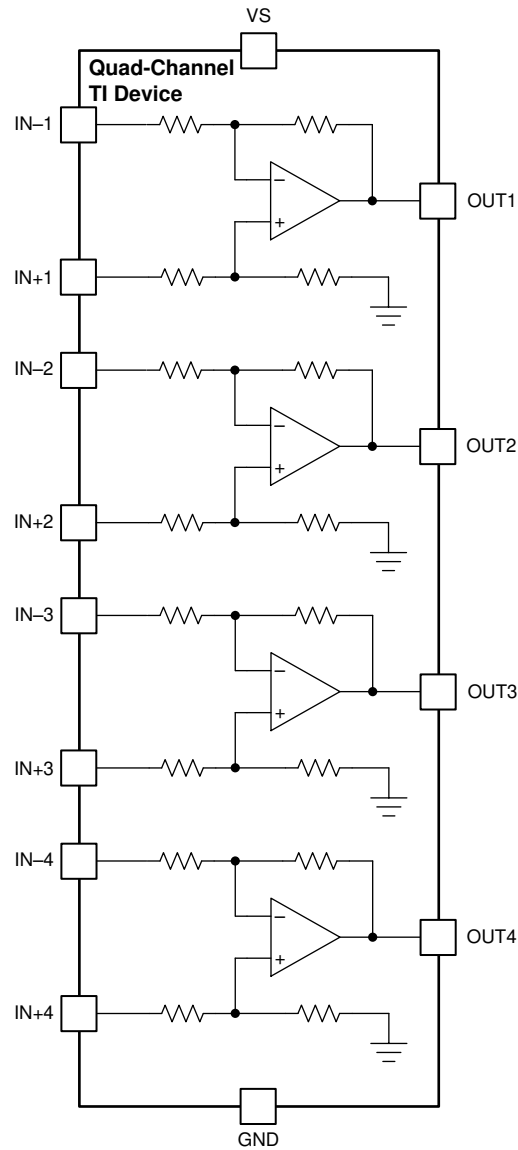 VS
Quad-Channel
TI Device
IN–1
−
+
OUT1
IN+1
IN–2
−
+
OUT2
IN+2
IN–3
−
+
OUT3
IN+3
IN–4
−
+
OUT4
IN+4
GND